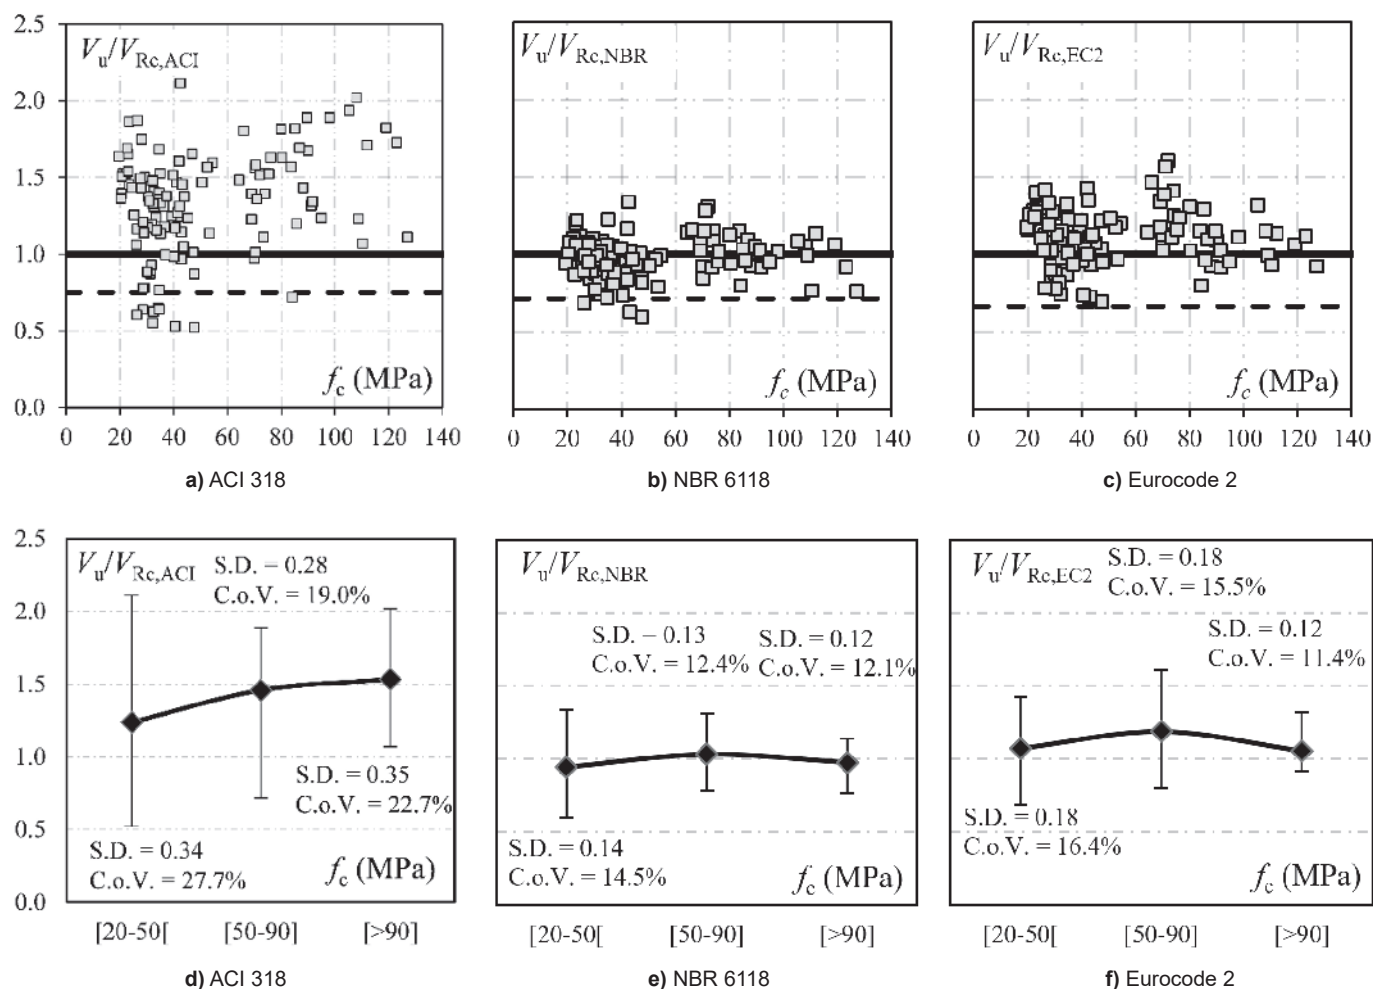 2.5
2.0
1.5
1.0
0.5
0.0
Vu/VRc,ACI
fc (MPa)
0 20 40 60 80 100 120 140
a) ACI 318
Vu/VRc,NBR
fc (MPa)
0 20 40 60 80 100 120 140
b) NBR 6118
Vu/VRc,EC2
fc (MPa)
0 20 40 60 80 100 120 140
c) Eurocode 2
2.5
2.0
1.5
1.0
0.5
0.0
Vu/VRc,ACI
S.D. = 0.28
C.o.V. = 19.0%
S.D. = 0.35
C.o.V. = 22.7%
S.D. = 0.34
C.o.V. = 27.7%
fc (MPa)
[20-50[ [50-90] [>90]
d) ACI 318
Vu/VRc,NBR
S.D. = 0.13
C.o.V. = 12.4%
S.D. = 0.12
C.o.V. = 12.1%
S.D. = 0.14
C.o.V. = 14.5%
fc (MPa)
[20-50[ [50-90] [>90]
e) NBR 6118
Vu/VRc,EC2
S.D. = 0.18
C.o.V. = 15.5%
S.D. = 0.12
C.o.V. = 11.4%
S.D. = 0.18
C.o.V. = 16.4%
fc (MPa)
[20-50[ [50-90] [>90]
f) Eurocode 2